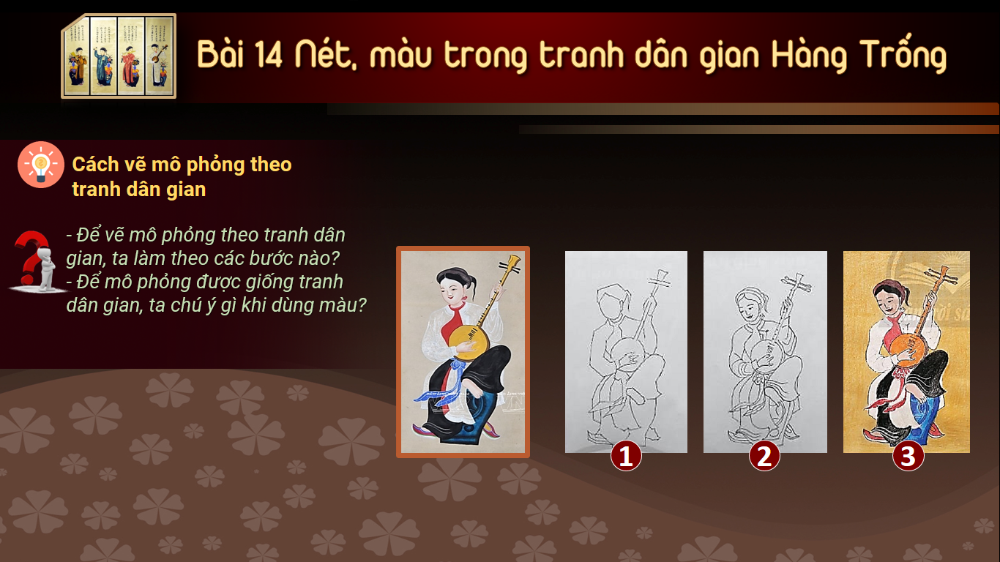 Bài 14 Nét, màu trong tranh dân gian Hàng Trống
Cách vẽ mô phỏng theo
tranh dân gian
- Để vẽ mô phỏng theo tranh dân
gian, ta làm theo các bước nào?
- Để mô phỏng được giống tranh
dân gian, ta chú ý gì khi dùng màu?
1
2
3